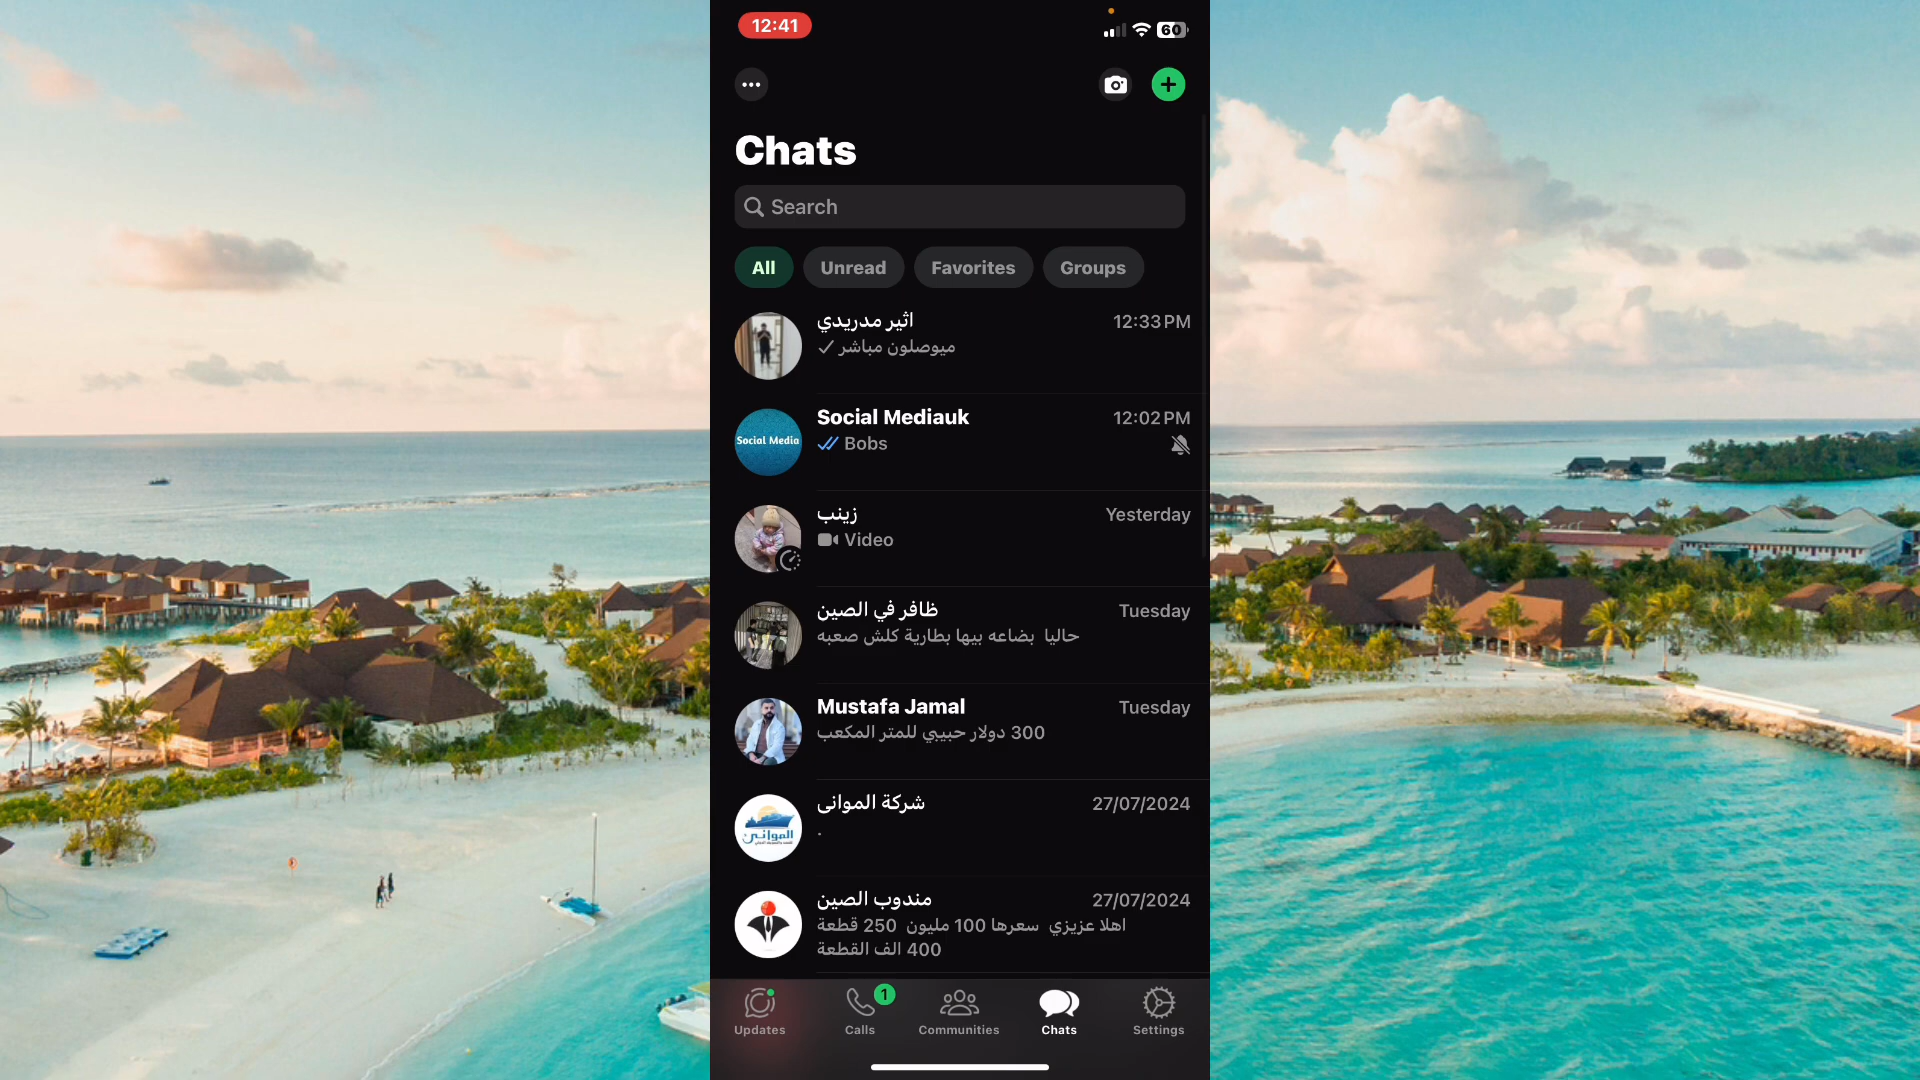 12:41
60
Chats
Search
All Unread Favorites Groups
اثير مدريدي 12:33 PM
ميوصلون مباشر
Social Media
Social Mediauk 12:02 PM
Bobs
زينب Yesterday
Video
ظافر في الصين Tuesday
حاليا بضاعه بيها بطارية كلش صعبه
Mustafa Jamal Tuesday
300 دولار حبيبي للمتر المكعب
شركة الموانى 27/07/2024
.
الموانئ
مندوب الصين 27/07/2024
اهلا عزيزي سعرها 100 مليون 250 قطعة
400 الف القطعة
1
Updates Calls Communities Chats Settings